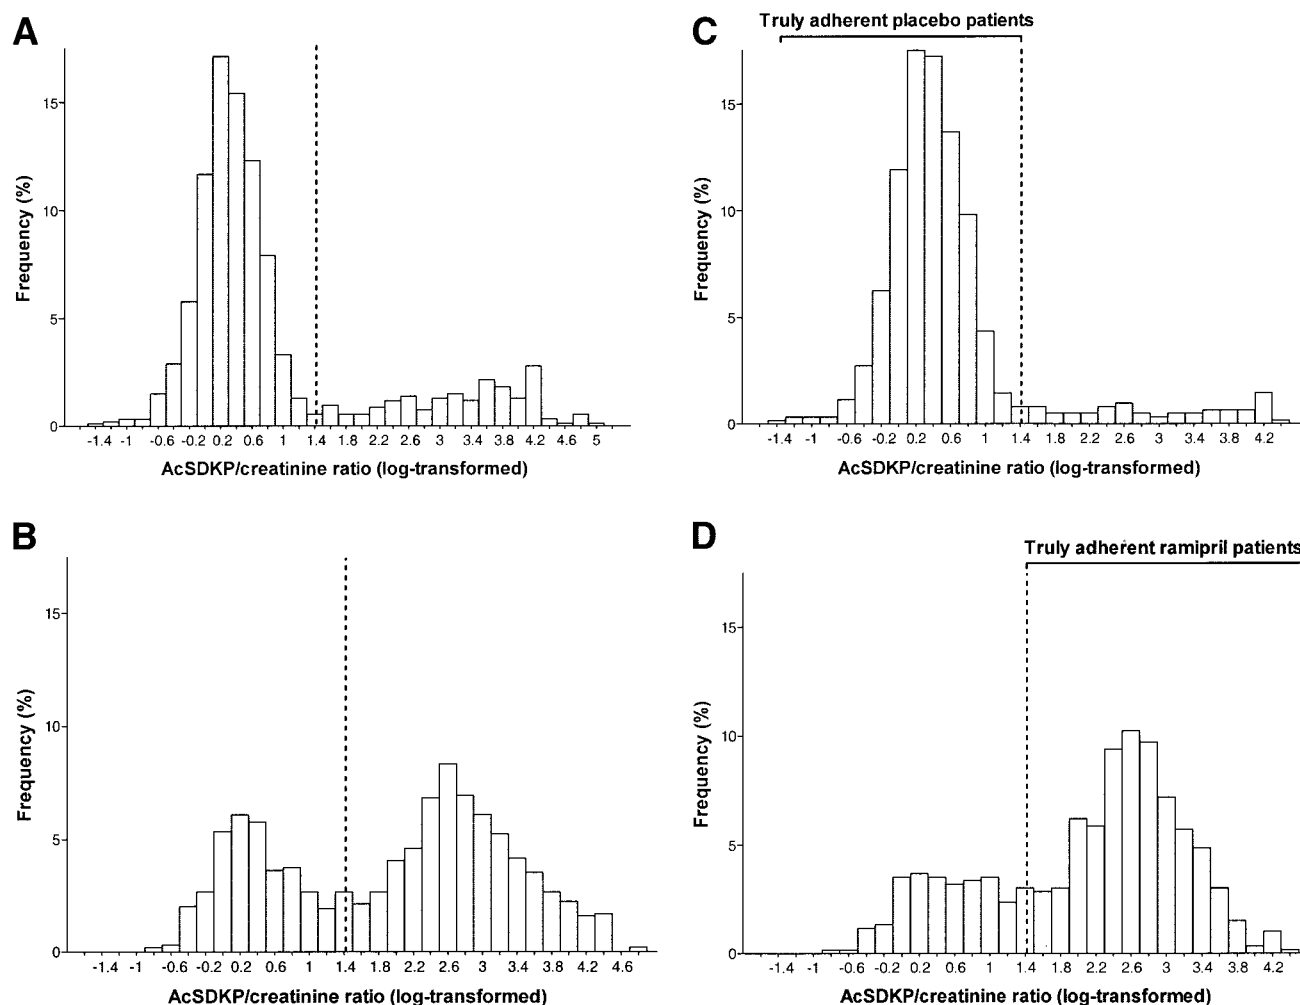 A
Frequency (%)
15
10
5
0
-1.4 -1 -0.6 -0.2 0.2 0.6 1 1.4 1.8 2.2 2.6 3 3.4 3.8 4.2 4.6 5
AcSDKP/creatinine ratio (log-transformed)
C
Truly adherent placebo patients
Frequency (%)
15
10
5
0
-1.4 -1 -0.6 -0.2 0.2 0.6 1 1.4 1.8 2.2 2.6 3 3.4 3.8 4.2
AcSDKP/creatinine ratio (log-transformed)
B
Frequency (%)
15
10
5
0
-1.4 -1 -0.6 -0.2 0.2 0.6 1 1.4 1.8 2.2 2.6 3 3.4 3.8 4.2 4.6
AcSDKP/creatinine ratio (log-transformed)
D
Truly adherent ramipril patients
Frequency (%)
15
10
5
0
-1.4 -1 -0.6 -0.2 0.2 0.6 1 1.4 1.8 2.2 2.6 3 3.4 3.8 4.2
AcSDKP/creatinine ratio (log-transformed)